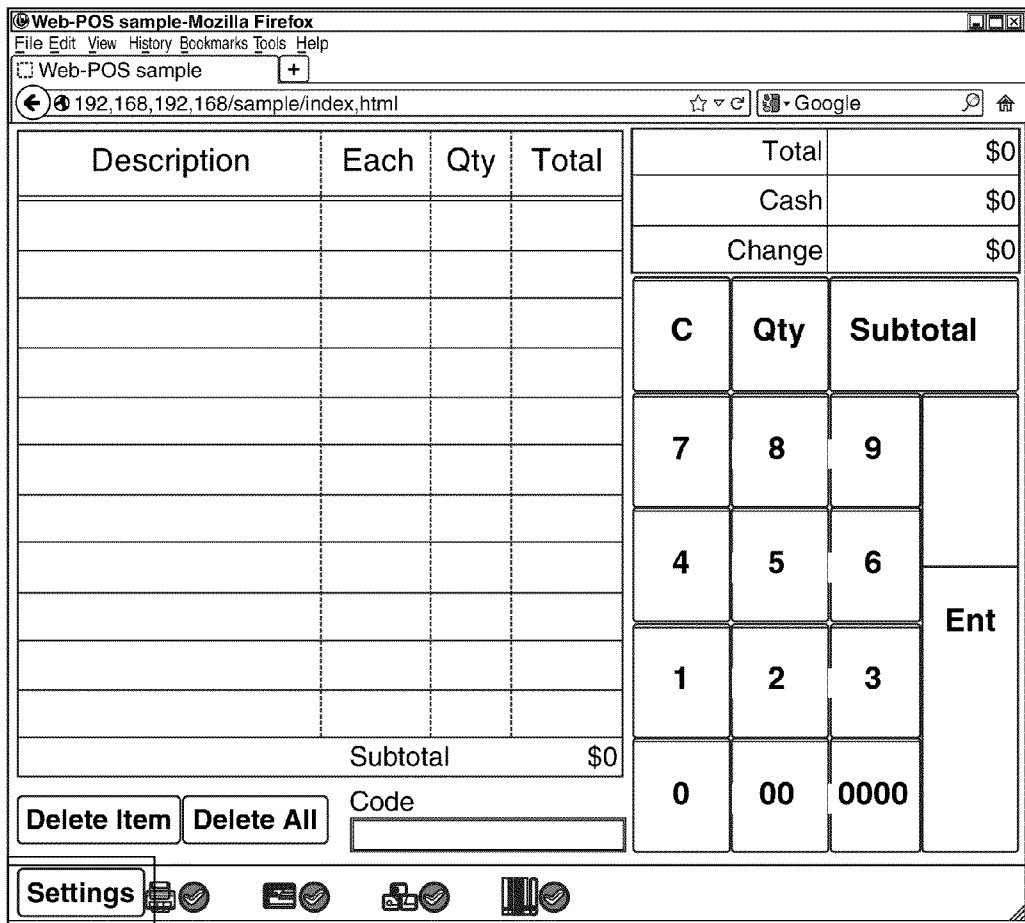 Web-POS sample-Mozilla Firefox
File Edit View History Bookmarks Tools Help
Web-POS sample +
192,168,192,168/sample/index,html
Google
Description Each Qty Total
Total $0
Cash $0
Change $0
C Qty Subtotal
7 8 9
4 5 6
Ent
1 2 3
0 00 0000
Subtotal $0
Code
Delete Item Delete All
Settings